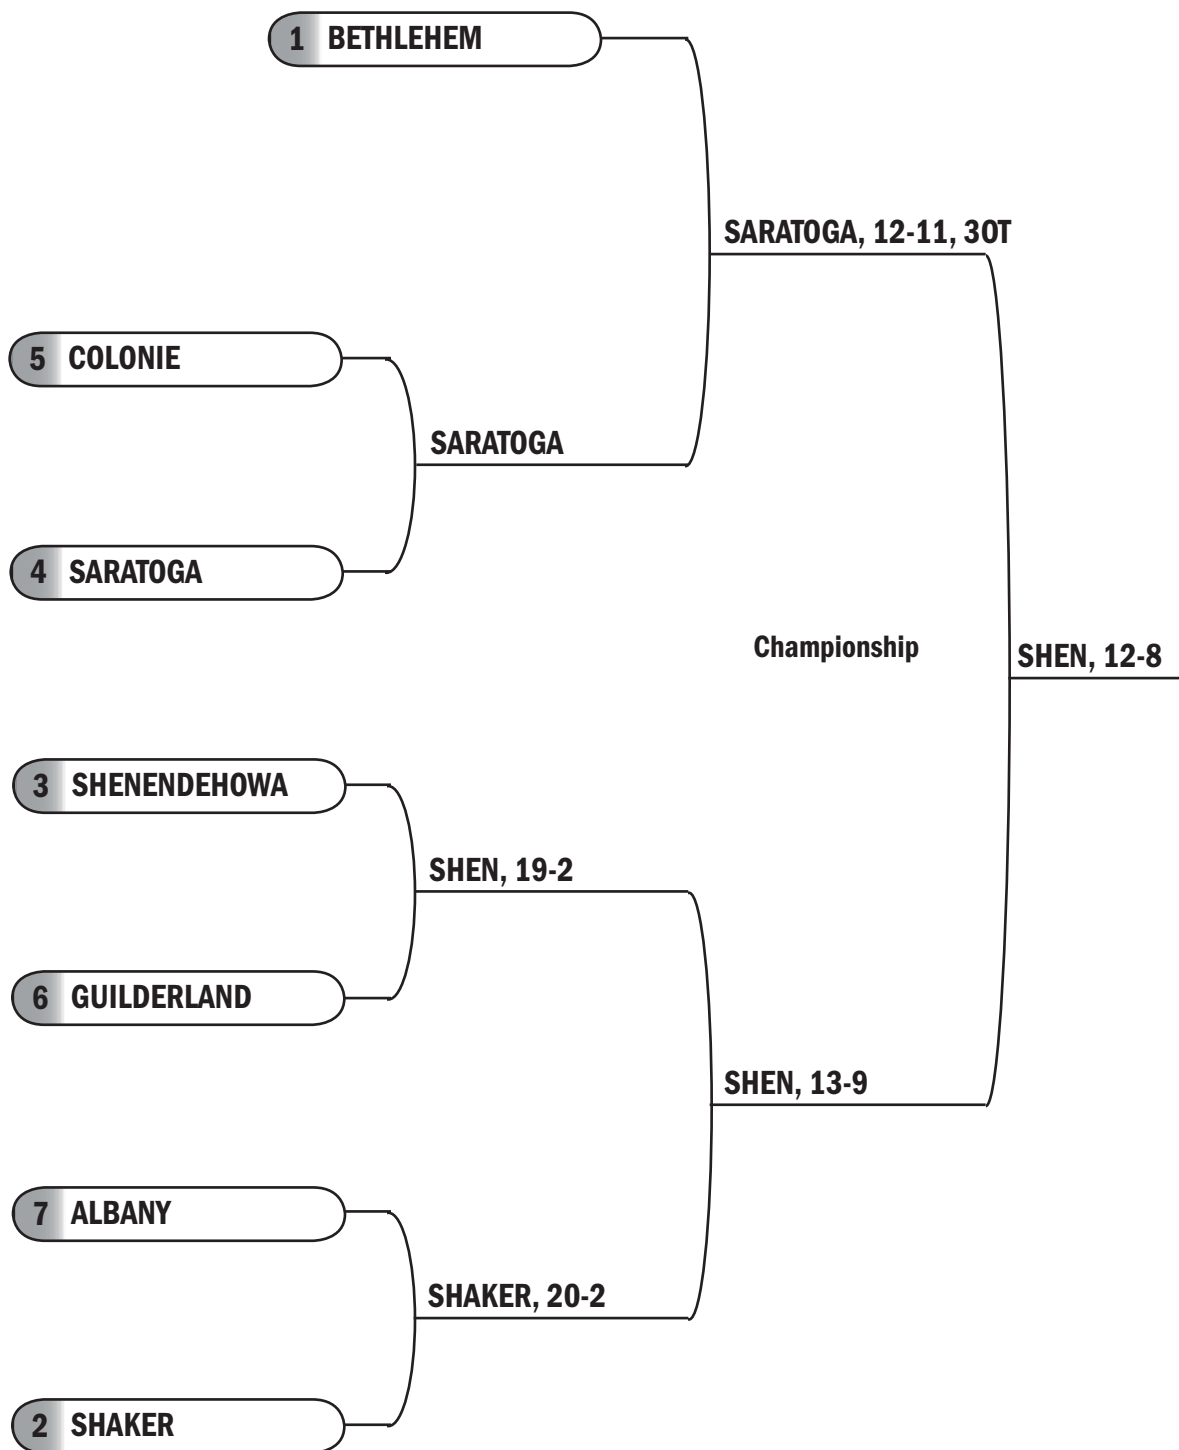 1 BETHLEHEM
SARATOGA, 12-11, 3OT
5 COLONIE
SARATOGA
4 SARATOGA
Championship
SHEN, 12-8
3 SHENENDEHOWA
SHEN, 19-2
6 GUILDERLAND
SHEN, 13-9
7 ALBANY
SHAKER, 20-2
2 SHAKER